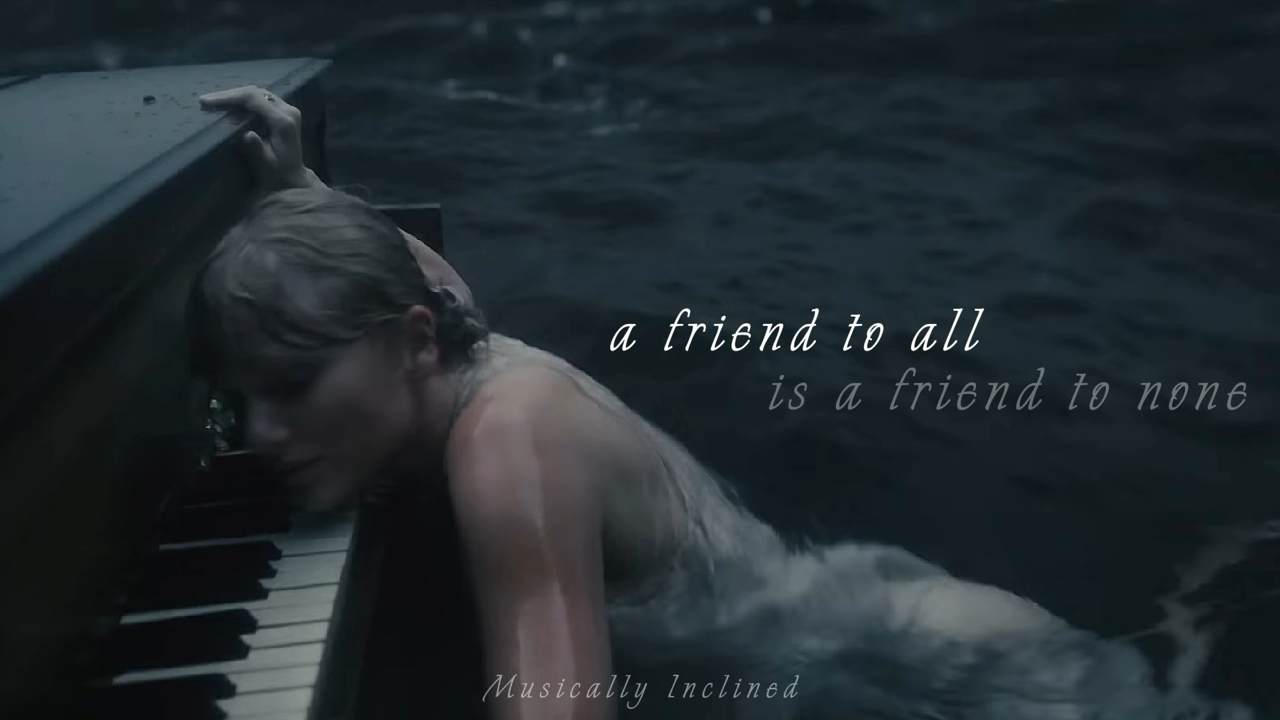 a friend to all
is a friend to none
Musically Inclined